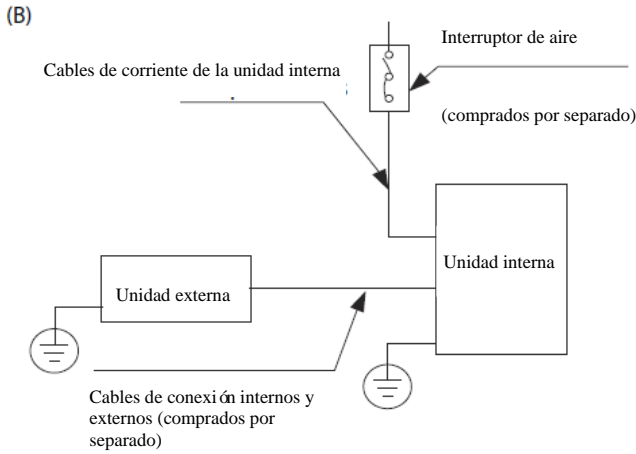 (B)
Interruptor de aire
Cables de corriente de la unidad interna
(comprados por separado)
Unidad interna
Unidad externa
Cables de conexión internos y
externos (comprados por
separado)